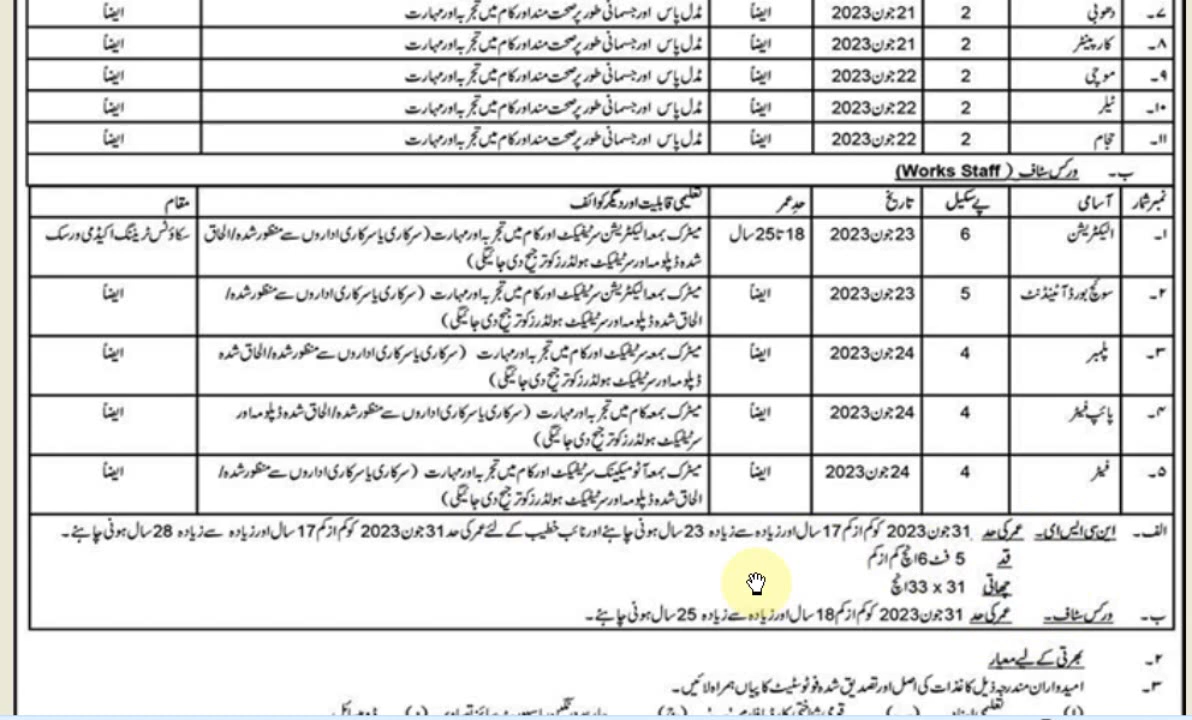 ۷۔ دھوبی 2 21جون2023 ایضاً مڈل پاس اور جسمانی طور پر صحت مند اور کام میں تجربہ اور مہارت ایضاً
۸۔ کارپینٹر 2 21جون2023 ایضاً مڈل پاس اور جسمانی طور پر صحت مند اور کام میں تجربہ اور مہارت ایضاً
۹۔ موچی 2 22جون2023 ایضاً مڈل پاس اور جسمانی طور پر صحت مند اور کام میں تجربہ اور مہارت ایضاً
۱۰۔ ٹیلر 2 22جون2023 ایضاً مڈل پاس اور جسمانی طور پر صحت مند اور کام میں تجربہ اور مہارت ایضاً
۱۱۔ حجام 2 22جون2023 ایضاً مڈل پاس اور جسمانی طور پر صحت مند اور کام میں تجربہ اور مہارت ایضاً
ب۔ ورکس سٹاف (Works Staff)
نمبر شمار آسامی پے سکیل تاریخ حد عمر تعلیمی قابلیت اور دیگر کوائف مقام
۱۔ الیکٹریشن 6 23جون2023 18تا25سال میٹرک بمعہ الیکٹریشن سرٹیفکیٹ اور کام میں تجربہ اور مہارت (سرکاری یا سرکاری اداروں سے منظور شدہ/الحاق سکاؤٹس ٹریننگ اکیڈمی ورسک
شدہ ڈپلومہ اور سرٹیفکیٹ ہولڈرز کو ترجیح دی جائیگی)
۲۔ سوئچ بورڈ آٹینڈنٹ 5 23جون2023 ایضاً میٹرک بمعہ الیکٹریشن سرٹیفکیٹ اور کام میں تجربہ اور مہارت (سرکاری یا سرکاری اداروں سے منظور شدہ/ ایضاً
الحاق شدہ ڈپلومہ اور سرٹیفکیٹ ہولڈرز کو ترجیح دی جائیگی)
۳۔ پلمبر 4 24جون2023 ایضاً میٹرک بمعہ سرٹیفکیٹ اور کام میں تجربہ اور مہارت (سرکاری یا سرکاری اداروں سے منظور شدہ/الحاق شدہ ایضاً
ڈپلومہ اور سرٹیفکیٹ ہولڈرز کو ترجیح دی جائیگی)
۴۔ پائپ فیٹر 4 24جون2023 ایضاً میٹرک بمعہ کام میں تجربہ اور مہارت (سرکاری یا سرکاری اداروں سے منظور شدہ/الحاق شدہ ڈپلومہ اور ایضاً
سرٹیفکیٹ ہولڈرز کو ترجیح دی جائیگی)
۵۔ فیٹر 4 24جون2023 ایضاً میٹرک بمعہ آٹو میکینک سرٹیفکیٹ اور کام میں تجربہ اور مہارت (سرکاری یا سرکاری اداروں سے منظور شدہ/ ایضاً
الحاق شدہ ڈپلومہ اور سرٹیفکیٹ ہولڈرز کو ترجیح دی جائیگی)
الف۔ این سی ایس ای۔ عمر کی حد 31جون2023 کو کم از کم 17 سال اور زیادہ سے زیادہ 23 سال ہونی چاہئے اور نائب خطیب کے لئے عمر کی حد 31جون2023 کو کم از کم 17 سال اور زیادہ سے زیادہ 28 سال ہونی چاہئے۔
قد 5 فٹ 6 انچ کم از کم
چھاتی 31 x 33 انچ
ب۔ ورکس سٹاف۔ عمر کی حد 31جون2023 کو کم از کم 18 سال اور زیادہ سے زیادہ 25 سال ہونی چاہئے۔
۲۔ بھرتی کے لیے معیار
۳۔ امیدواران مندرجہ ذیل کاغذات کی اصل اور تصدیق شدہ فوٹو سٹیٹ کاپیاں ہمراہ لائیں۔